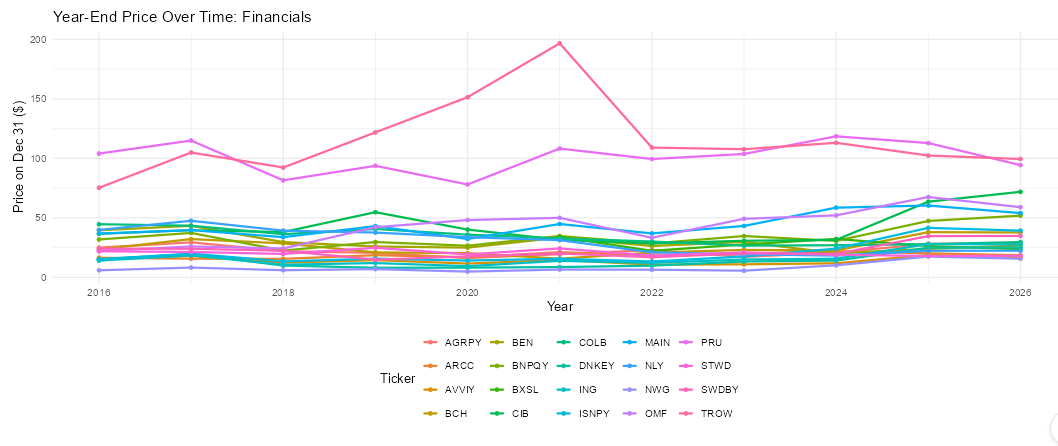 Year-End Price Over Time: Financials
200
150
100
50
0
Price on Dec 31 ($)
2016 2018 2020 2022 2024 2026
Year
Ticker
AGRPY BEN COLB MAIN PRU
ARCC BNPQY DNKEY NLY STWD
AVVIY BXSL ING NWG SWDBY
BCH CIB ISNPY OMF TROW